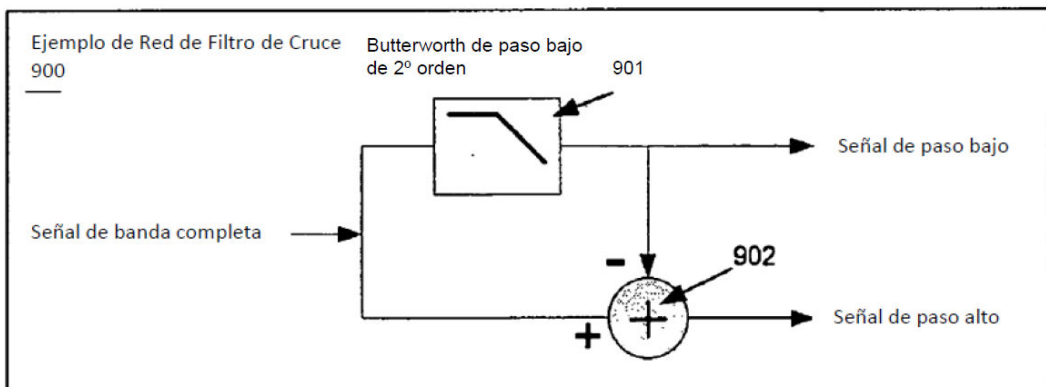 Ejemplo de Red de Filtro de Cruce
900
Butterworth de paso bajo
de 2º orden
901
Señal de paso bajo
Señal de banda completa
902
-
+
+
Señal de paso alto